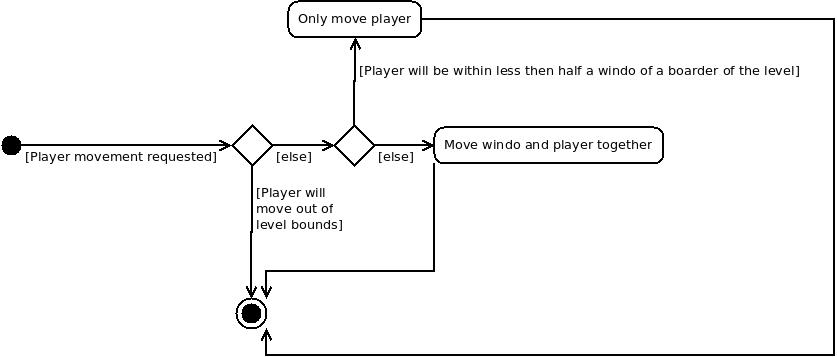 Only move player
[Player will be within less then half a windo of a boarder of the level]
[Player movement requested]
[else]
[else]
Move windo and player together
[Player will
move out of
level bounds]